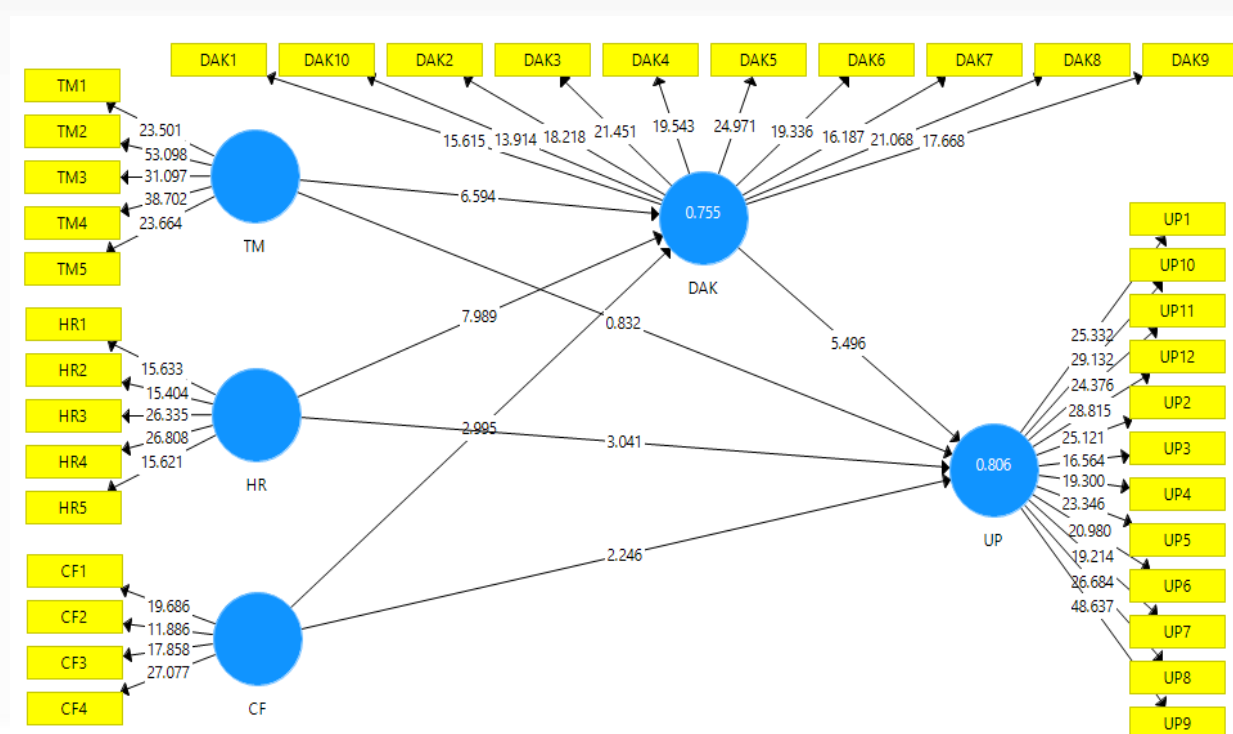 DAK1 DAK10 DAK2 DAK3 DAK4 DAK5 DAK6 DAK7 DAK8 DAK9
15.615 13.914 18.218 21.451 19.543 24.971 19.336 16.187 21.068 17.668
TM1
TM2
TM3
TM4
TM5
23.501
53.098
31.097
38.702
23.664
TM
6.594
0.755
DAK
HR1
HR2
HR3
HR4
HR5
15.633
15.404
26.335
26.808
15.621
HR
7.989
0.832
5.496
2.995
3.041
CF1
CF2
CF3
CF4
19.686
11.886
17.858
27.077
CF
2.246
0.806
UP
25.332
29.132
24.376
28.815
25.121
16.564
19.300
23.346
20.980
19.214
26.684
48.637
UP1
UP10
UP11
UP12
UP2
UP3
UP4
UP5
UP6
UP7
UP8
UP9